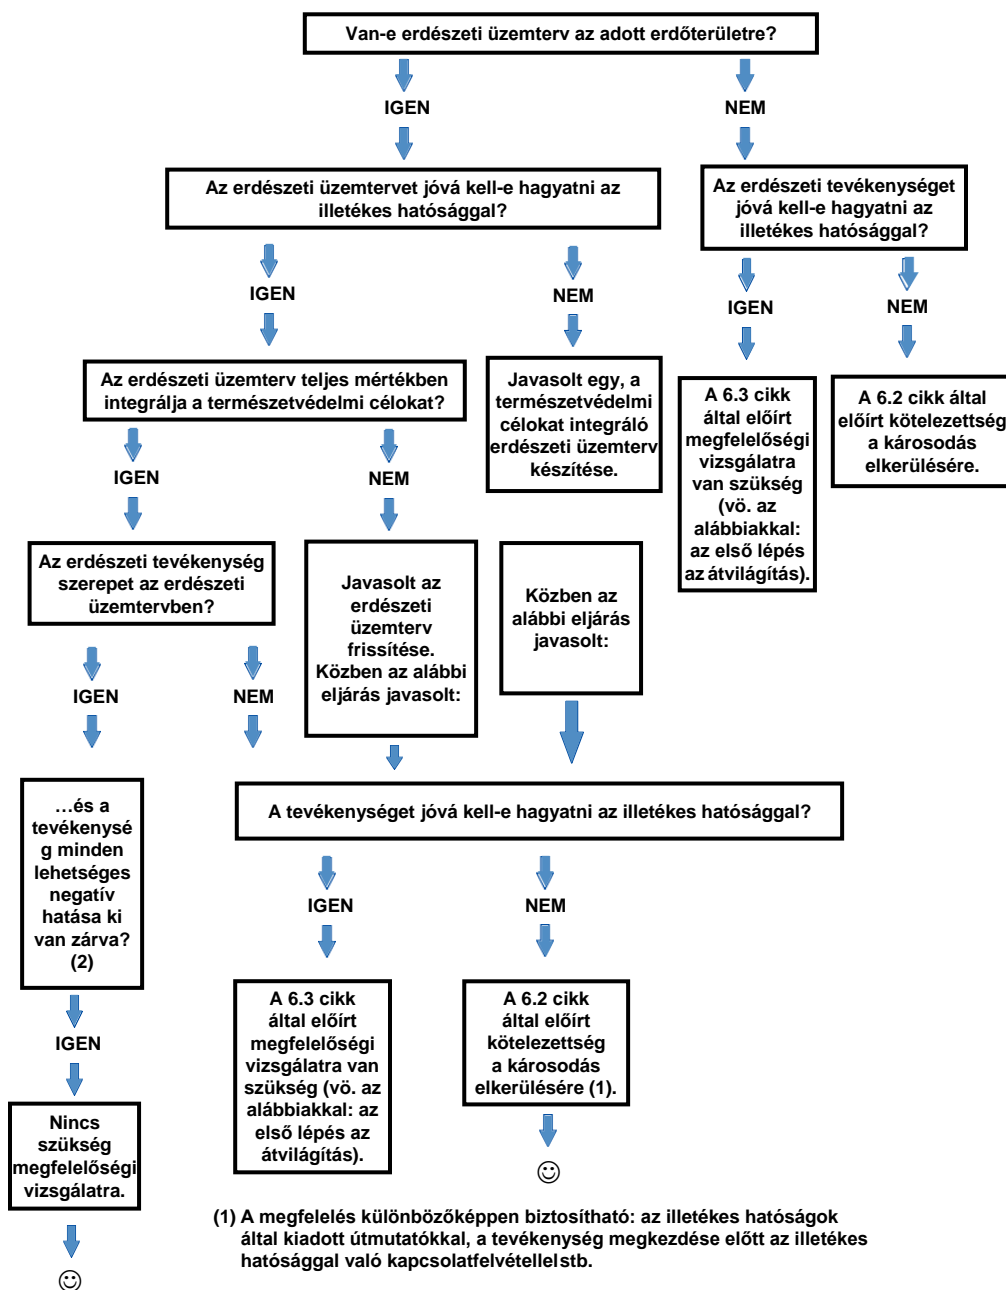 Van-e erdészeti üzemterv az adott erdőterületre?
IGEN
NEM
Az erdészeti üzemtervet jóvá kell-e hagyatni az
illetékes hatósággal?
Az erdészeti tevékenységet
jóvá kell-e hagyatni az
illetékes hatósággal?
IGEN
NEM
IGEN
NEM
Az erdészeti üzemterv teljes mértékben
integrálja a természetvédelmi célokat?
Javasolt egy, a
természetvédelmi
célokat integráló
erdészeti üzemterv
készítése.
A 6.3 cikk
által előírt
megfelelőségi
vizsgálatra
van szükség
(vö. az
alábbiakkal:
az első lépés
az átvilágítás).
A 6.2 cikk által
előírt kötelezettség
a károsodás
elkerülésére.
IGEN
NEM
Az erdészeti tevékenység
szerepet az erdészeti
üzemtervben?
Javasolt az
erdészeti
üzemterv
frissítése.
Közben az alábbi
eljárás javasolt:
Közben az
alábbi eljárás
javasolt:
IGEN
NEM
…és a
tevékenysé
g minden
lehetséges
negatív
hatása ki
van zárva?
(2)
A tevékenységet jóvá kell-e hagyatni az illetékes hatósággal?
IGEN
NEM
IGEN
A 6.3 cikk
által előírt
megfelelőségi
vizsgálatra van
szükség (vö. az
alábbiakkal: az
első lépés az
átvilágítás).
A 6.2 cikk
által előírt
kötelezettség
a károsodás
elkerülésére (1).
Nincs
szükség
megfelelőségi
vizsgálatra.
(1) A megfelelés különbözőképpen biztosítható: az illetékes hatóságok
által kiadott útmutatókkal, a tevékenység megkezdése előtt az illetékes
hatósággal való kapcsolatfelvétellelstb.